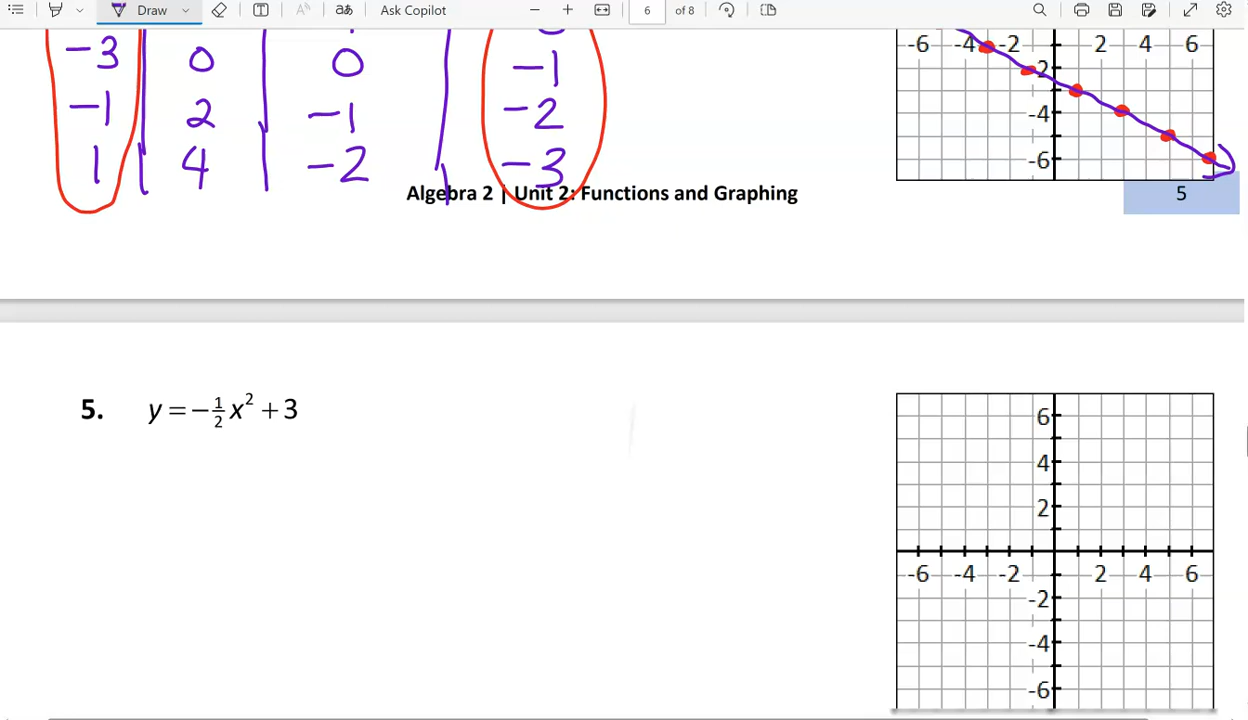 Draw Ask Copilot 6 of 8
-3 0 0 -1
-1 2 -1 -2
1 4 -2 -3
-6 -4 -2 2 4 6
-2
-4
-6
Algebra 2 | Unit 2: Functions and Graphing 5
5. y = −½x² + 3
6
4
2
-6 -4 -2 2 4 6
-2
-4
-6